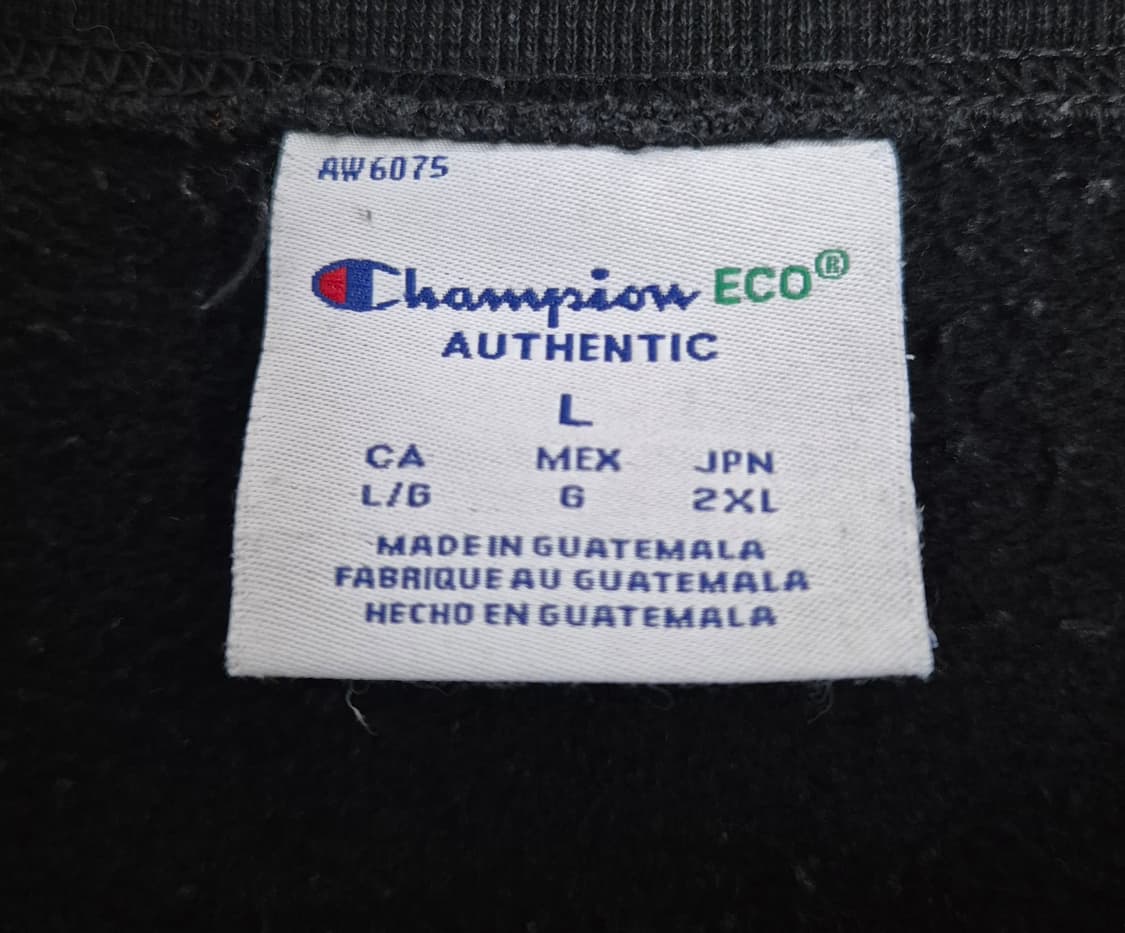 AW6075
Champion ECO®
AUTHENTIC
L
CA MEX JPN
L/G G 2XL
MADE IN GUATEMALA
FABRIQUE AU GUATEMALA
HECHO EN GUATEMALA